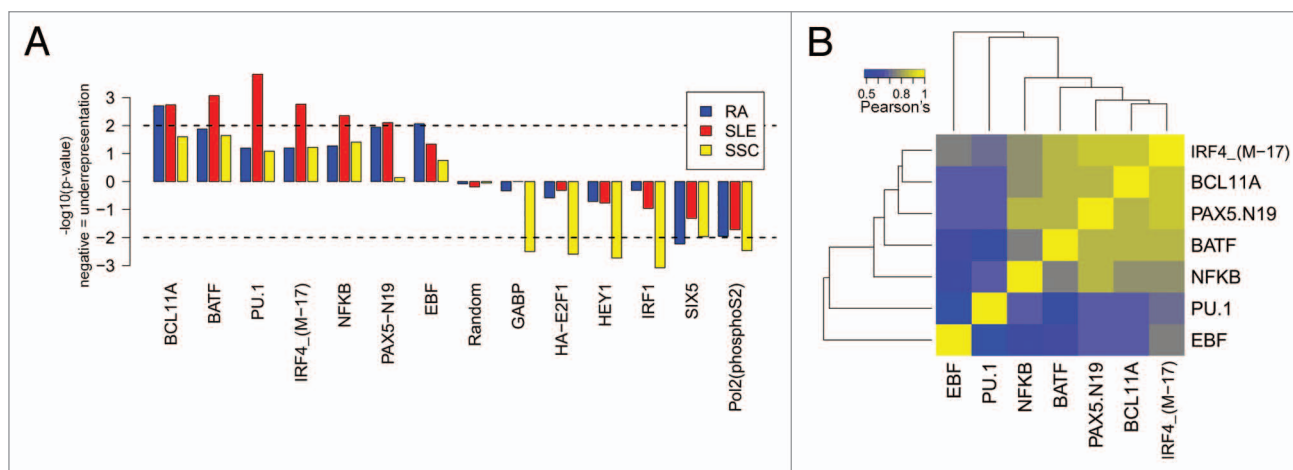 A
-log10(p-value)
negative = underrepresentation
3
2
1
0
−1
−2
−3
RA
SLE
SSC
BCL11A
BATF
PU.1
IRF4_(M−17)
NFKB
PAX5−N19
EBF
Random
GABP
HA−E2F1
HEY1
IRF1
SIX5
Pol2(phosphoS2)
B
0.5 0.8 1
Pearson's
IRF4_(M−17)
BCL11A
PAX5.N19
BATF
NFKB
PU.1
EBF
EBF
PU.1
NFKB
BATF
PAX5.N19
BCL11A
IRF4_(M−17)